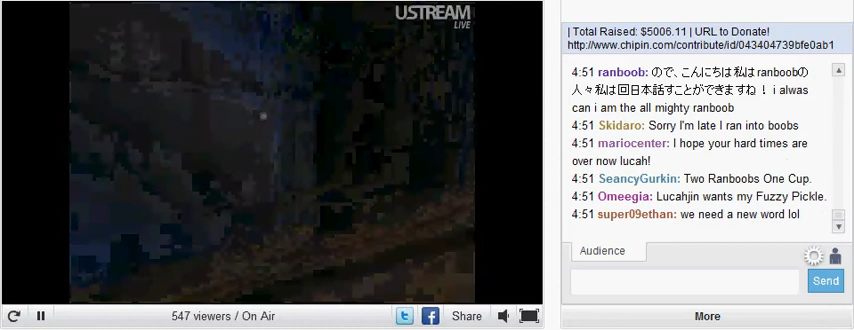 USTREAM
LIVE
547 viewers / On Air
Share
| Total Raised: $5006.11 | URL to Donate!
http://www.chipin.com/contribute/id/043404739bfe0ab1
4:51 ranboob: ので、こんにちは私はranboobの
人々私は回日本話すことができますね！ i alwas
can i am the all mighty ranboob
4:51 Skidaro: Sorry I'm late I ran into boobs
4:51 mariocenter: I hope your hard times are
over now lucah!
4:51 SeancyGurkin: Two Ranboobs One Cup.
4:51 Omeegia: Lucahjin wants my Fuzzy Pickle.
4:51 super09ethan: we need a new word lol
Audience
Send
More